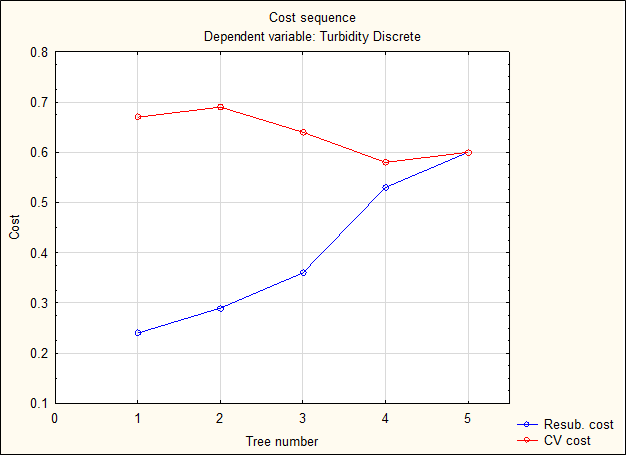 Cost sequence
Dependent variable: Turbidity Discrete
0.8
0.7
0.6
0.5
0.4
0.3
0.2
0.1
Cost
0 1 2 3 4 5
Tree number
Resub. cost
CV cost